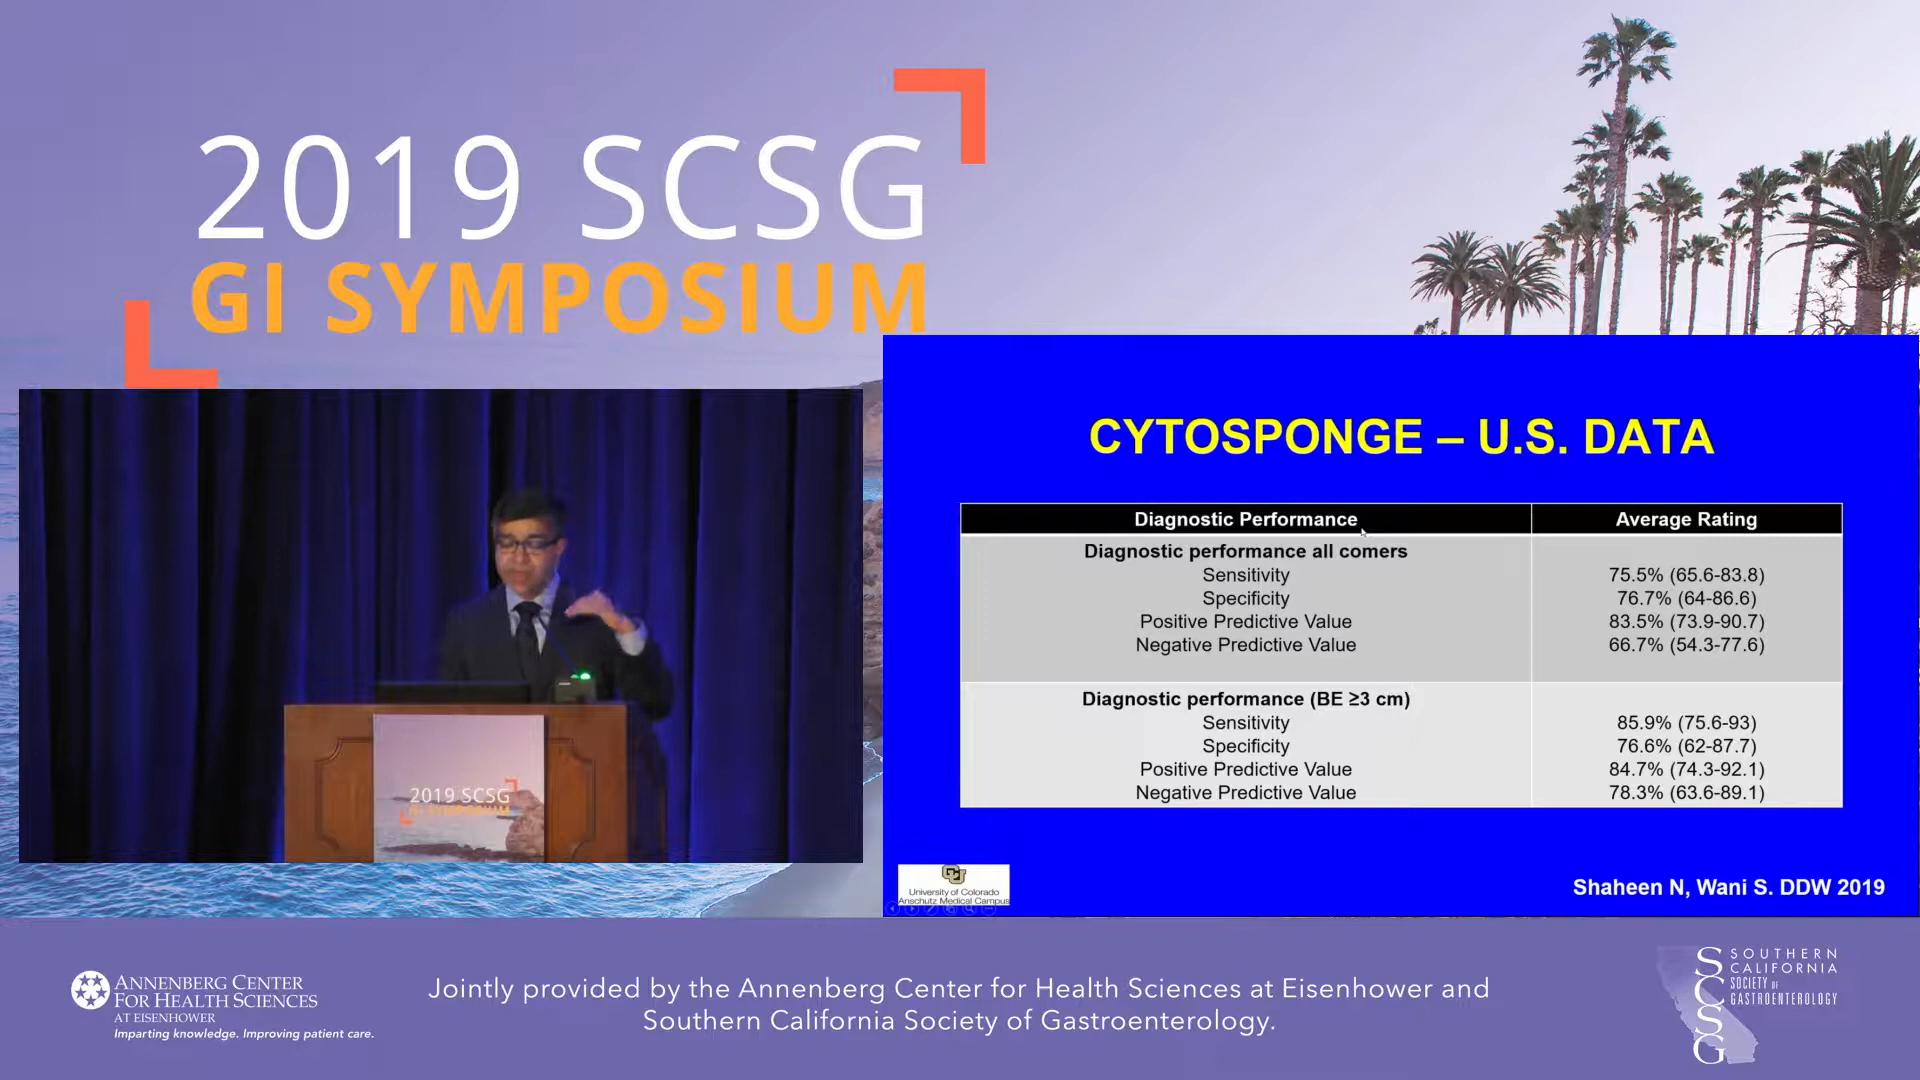 2019 SCSG
GI SYMPOSIUM
CYTOSPONGE – U.S. DATA
Diagnostic Performance Average Rating
Diagnostic performance all comers
Sensitivity 75.5% (65.6-83.8)
Specificity 76.7% (64-86.6)
Positive Predictive Value 83.5% (73.9-90.7)
Negative Predictive Value 66.7% (54.3-77.6)
Diagnostic performance (BE ≥3 cm)
Sensitivity 85.9% (75.6-93)
Specificity 76.6% (62-87.7)
Positive Predictive Value 84.7% (74.3-92.1)
Negative Predictive Value 78.3% (63.6-89.1)
University of Colorado
Anschutz Medical Campus
Shaheen N, Wani S. DDW 2019
2019 SCSG
GI SYMPOSIUM
ANNENBERG CENTER
FOR HEALTH SCIENCES
AT EISENHOWER
Imparting knowledge. Improving patient care.
Jointly provided by the Annenberg Center for Health Sciences at Eisenhower and
Southern California Society of Gastroenterology.
SCSG
SOUTHERN
CALIFORNIA
SOCIETY OF
GASTROENTEROLOGY